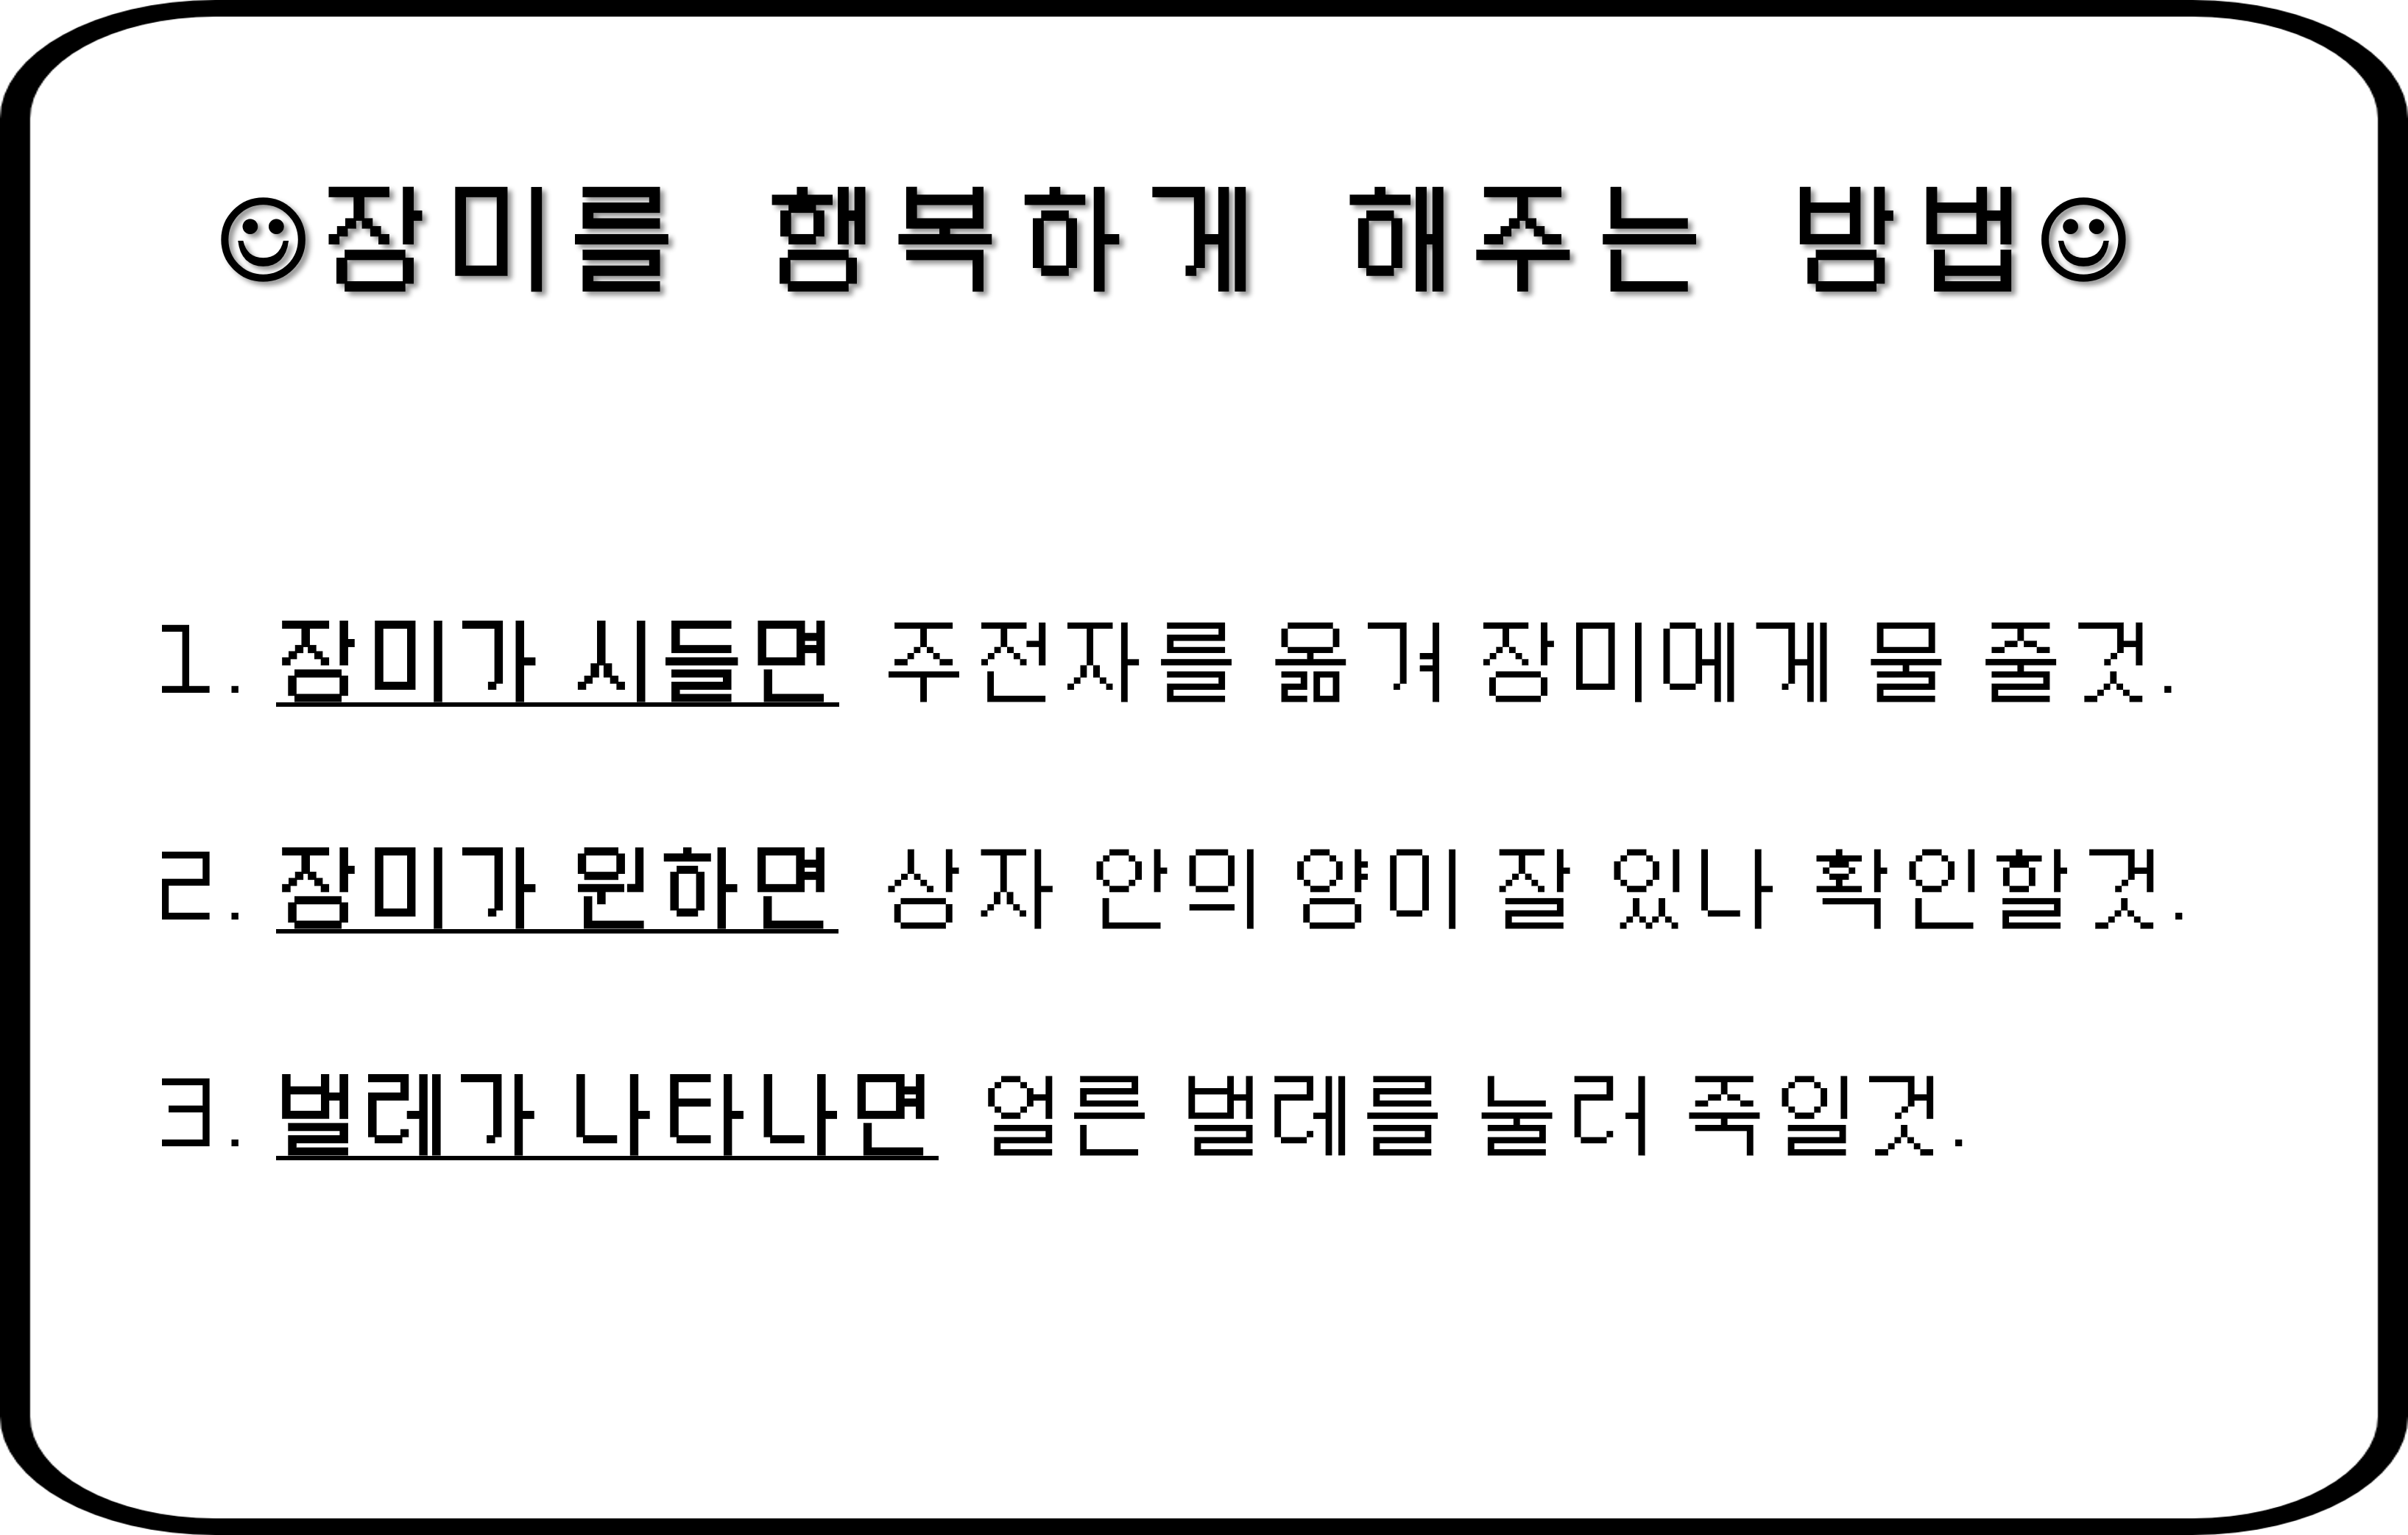 ☺장미를 행복하게 해주는 방법☺
1. 장미가 시들면 주전자를 옮겨 장미에게 물 줄것.
2. 장미가 원하면 상자 안의 양이 잘 있나 확인할것.
3. 벌레가 나타나면 얼른 벌레를 눌러 죽일것.